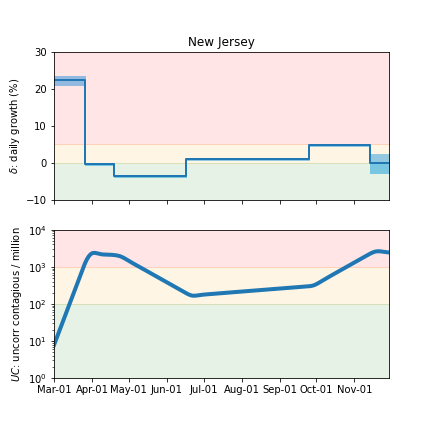 New Jersey
δ: daily growth (%)
30
20
10
0
−10
UC: uncorr contagious / million
10⁴
10³
10²
10¹
10⁰
Mar-01 Apr-01 May-01 Jun-01 Jul-01 Aug-01 Sep-01 Oct-01 Nov-01